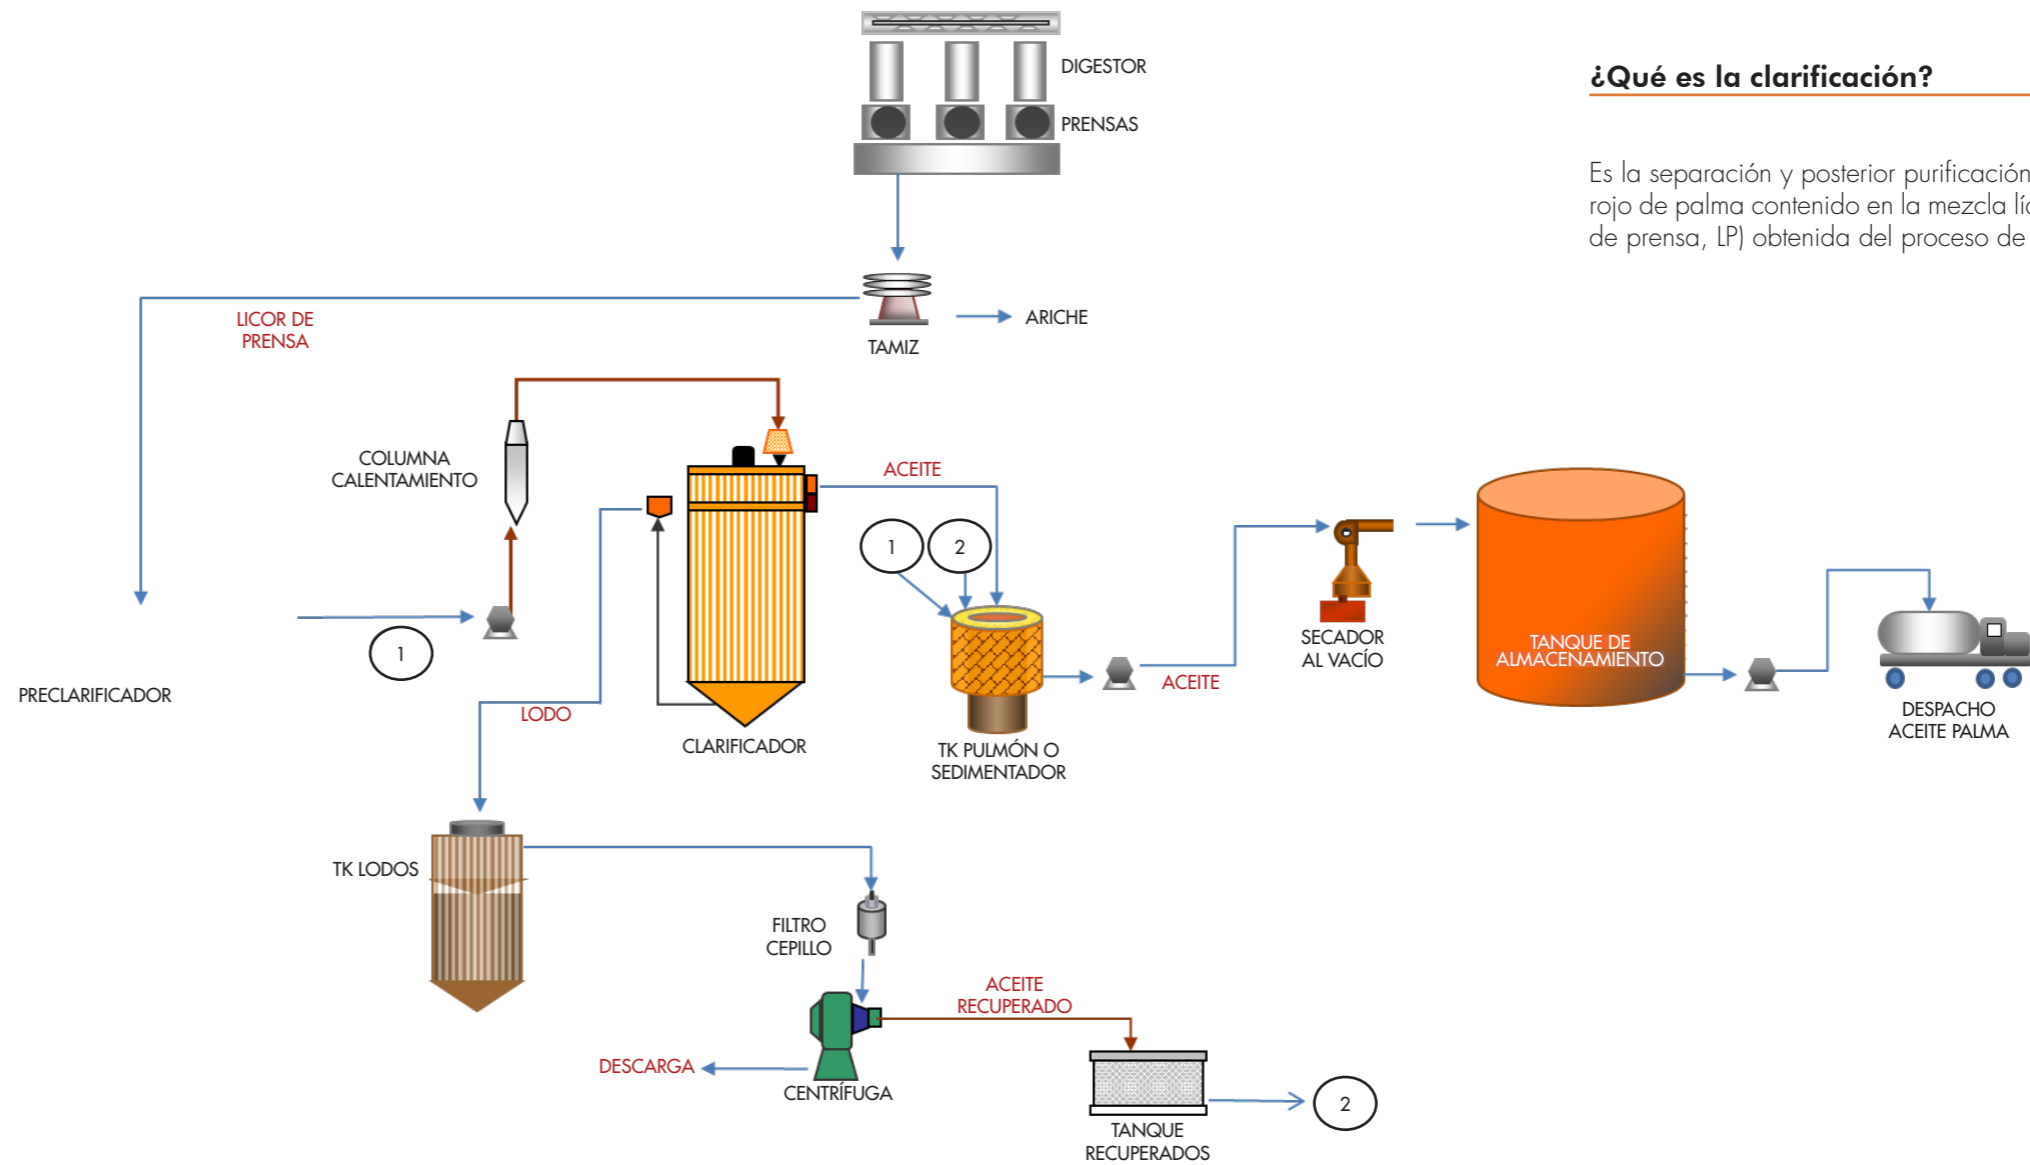 DIGESTOR
PRENSAS
¿Qué es la clarificación?
Es la separación y posterior purificación
rojo de palma contenido en la mezcla
de prensa, LP) obtenida del proceso de
LICOR DE
PRENSA
ARICHE
TAMIZ
COLUMNA
CALENTAMIENTO
ACEITE
1
2
1
PRECLARIFICADOR
LODO
CLARIFICADOR
TK PULMÓN O
SEDIMENTADOR
ACEITE
SECADOR
AL VACÍO
TANQUE DE
ALMACENAMIENTO
DESPACHO
ACEITE PALMA
TK LODOS
FILTRO
CEPILLO
ACEITE
RECUPERADO
DESCARGA
CENTRÍFUGA
TANQUE
RECUPERADOS
2